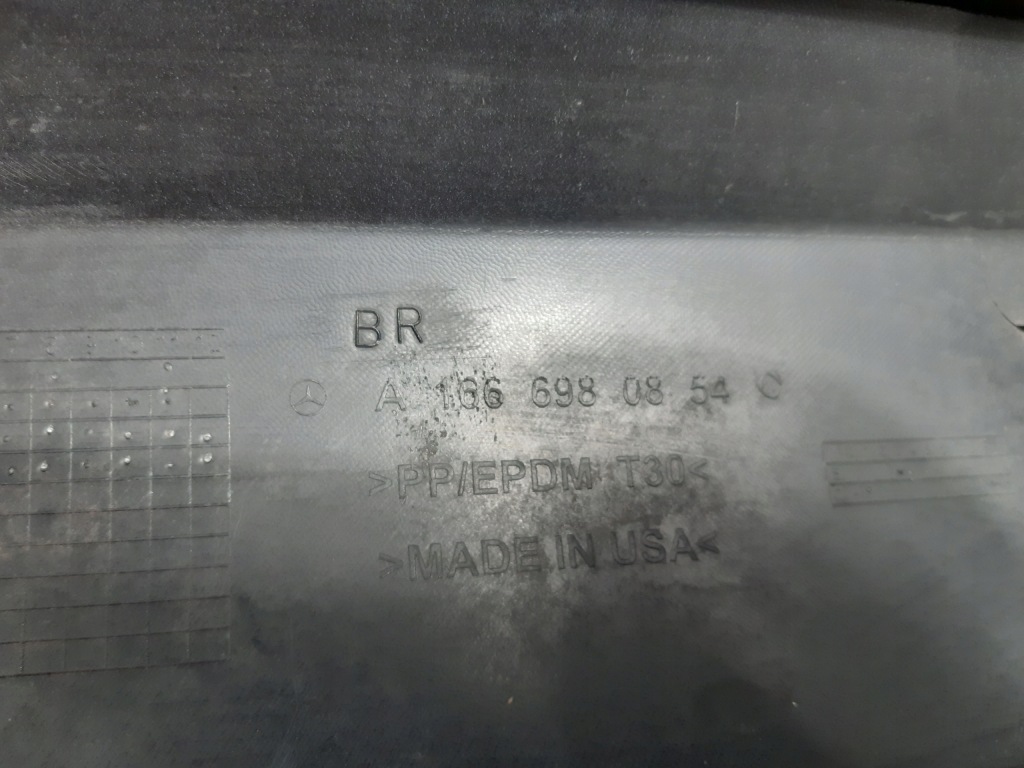 BR
A 166 698 08 54 C
>PP/EPDM T30<
>MADE IN USA<